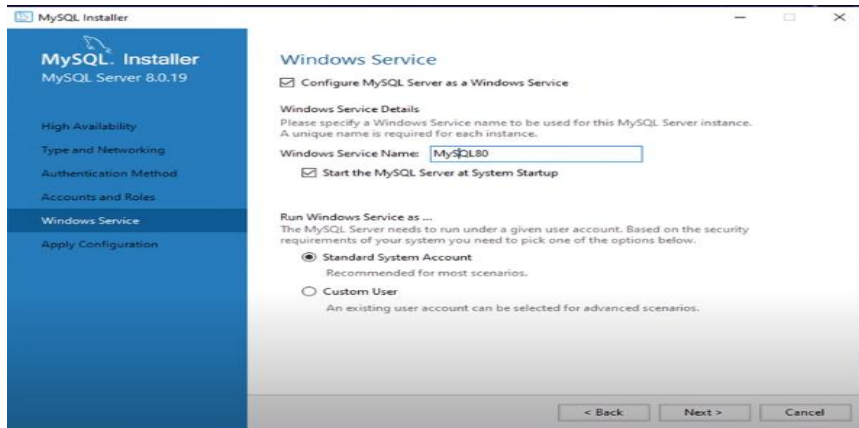 MySQL Installer
MySQL. Installer
MySQL Server 8.0.19
High Availability
Type and Networking
Authentication Method
Accounts and Roles
Windows Service
Apply Configuration
Windows Service
Configure MySQL Server as a Windows Service
Windows Service Details
Please specify a Windows Service name to be used for this MySQL Server instance.
A unique name is required for each instance.
Windows Service Name: MySQL80
Start the MySQL Server at System Startup
Run Windows Service as ...
The MySQL Server needs to run under a given user account. Based on the security
requirements of your system you need to pick one of the options below.
Standard System Account
Recommended for most scenarios.
Custom User
An existing user account can be selected for advanced scenarios.
< Back Next > Cancel